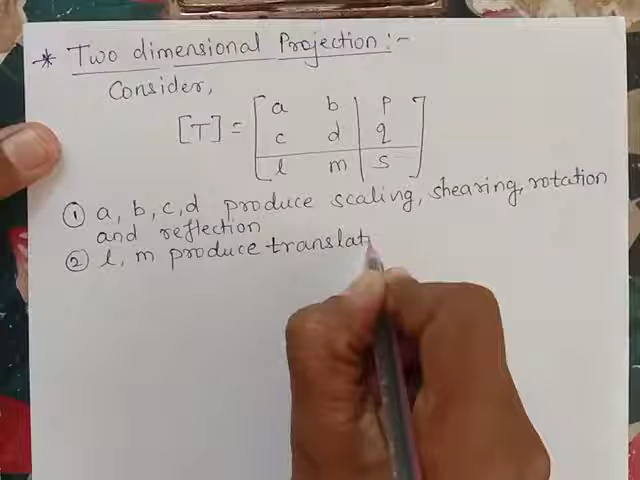 * Two dimensional Projection:-
Consider,
[T] = [ a b | p
c d | q
l m | s ]
① a, b, c, d produce scaling, shearing, rotation
and reflection
② l, m produce translat